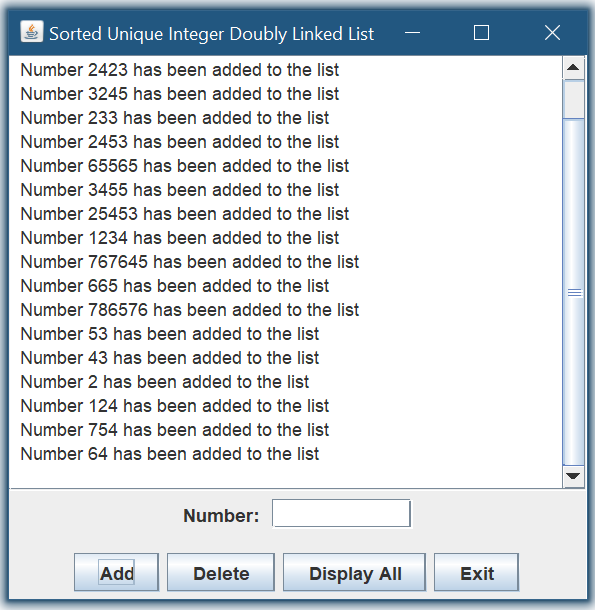 Sorted Unique Integer Doubly Linked List
Number 2423 has been added to the list
Number 3245 has been added to the list
Number 233 has been added to the list
Number 2453 has been added to the list
Number 65565 has been added to the list
Number 3455 has been added to the list
Number 25453 has been added to the list
Number 1234 has been added to the list
Number 767645 has been added to the list
Number 665 has been added to the list
Number 786576 has been added to the list
Number 53 has been added to the list
Number 43 has been added to the list
Number 2 has been added to the list
Number 124 has been added to the list
Number 754 has been added to the list
Number 64 has been added to the list
Number:
Add Delete Display All Exit